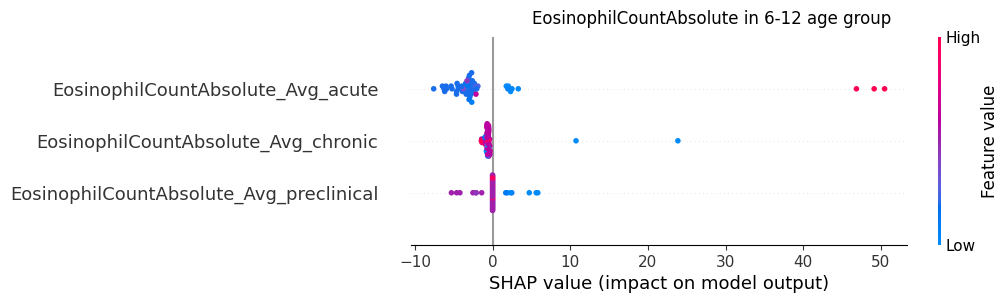 EosinophilCountAbsolute in 6-12 age group
High
EosinophilCountAbsolute_Avg_acute
EosinophilCountAbsolute_Avg_chronic
EosinophilCountAbsolute_Avg_preclinical
Feature value
Low
−10 0 10 20 30 40 50
SHAP value (impact on model output)